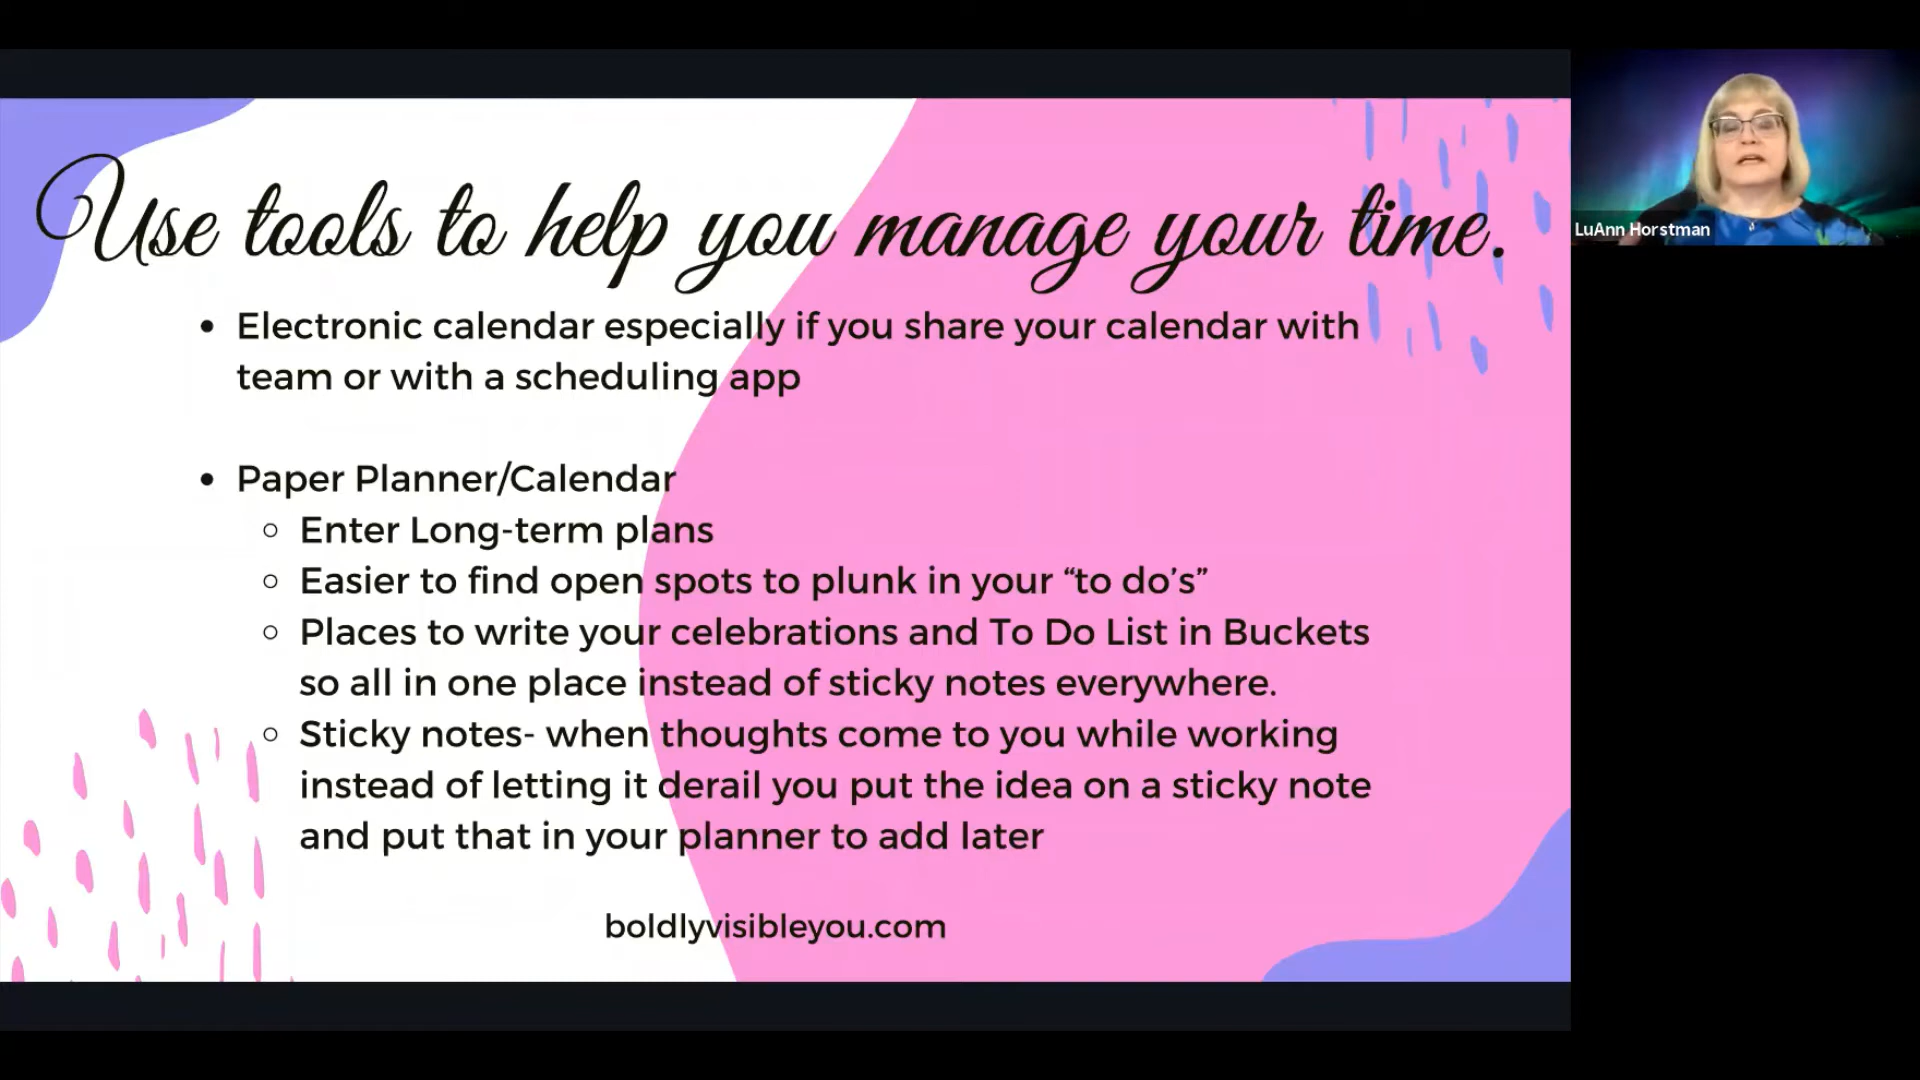 Use tools to help you manage your time.
• Electronic calendar especially if you share your calendar with
team or with a scheduling app
• Paper Planner/Calendar
○ Enter Long-term plans
○ Easier to find open spots to plunk in your “to do’s”
○ Places to write your celebrations and To Do List in Buckets
so all in one place instead of sticky notes everywhere.
○ Sticky notes- when thoughts come to you while working
instead of letting it derail you put the idea on a sticky note
and put that in your planner to add later
boldlyvisibleyou.com
LuAnn Horstman